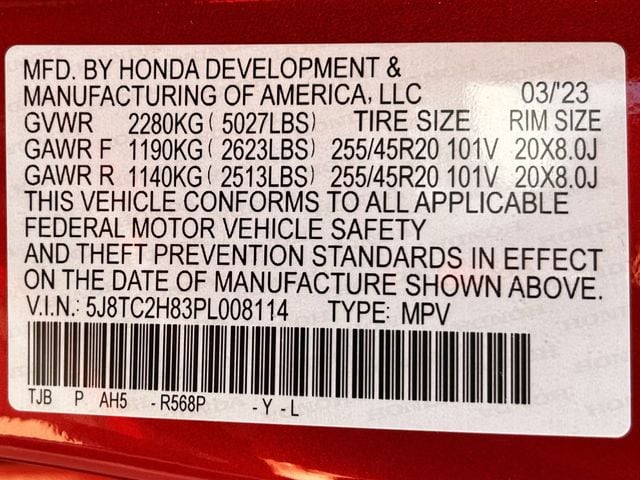 MFD. BY HONDA DEVELOPMENT &
MANUFACTURING OF AMERICA, LLC 03/'23
GVWR 2280KG ( 5027LBS) TIRE SIZE RIM SIZE
GAWR F 1190KG ( 2623LBS) 255/45R20 101V 20X8.0J
GAWR R 1140KG ( 2513LBS) 255/45R20 101V 20X8.0J
THIS VEHICLE CONFORMS TO ALL APPLICABLE
FEDERAL MOTOR VEHICLE SAFETY
AND THEFT PREVENTION STANDARDS IN EFFECT
ON THE DATE OF MANUFACTURE SHOWN ABOVE.
V.I.N: 5J8TC2H83PL008114 TYPE: MPV
TJB P AH5 - R568P - Y - L